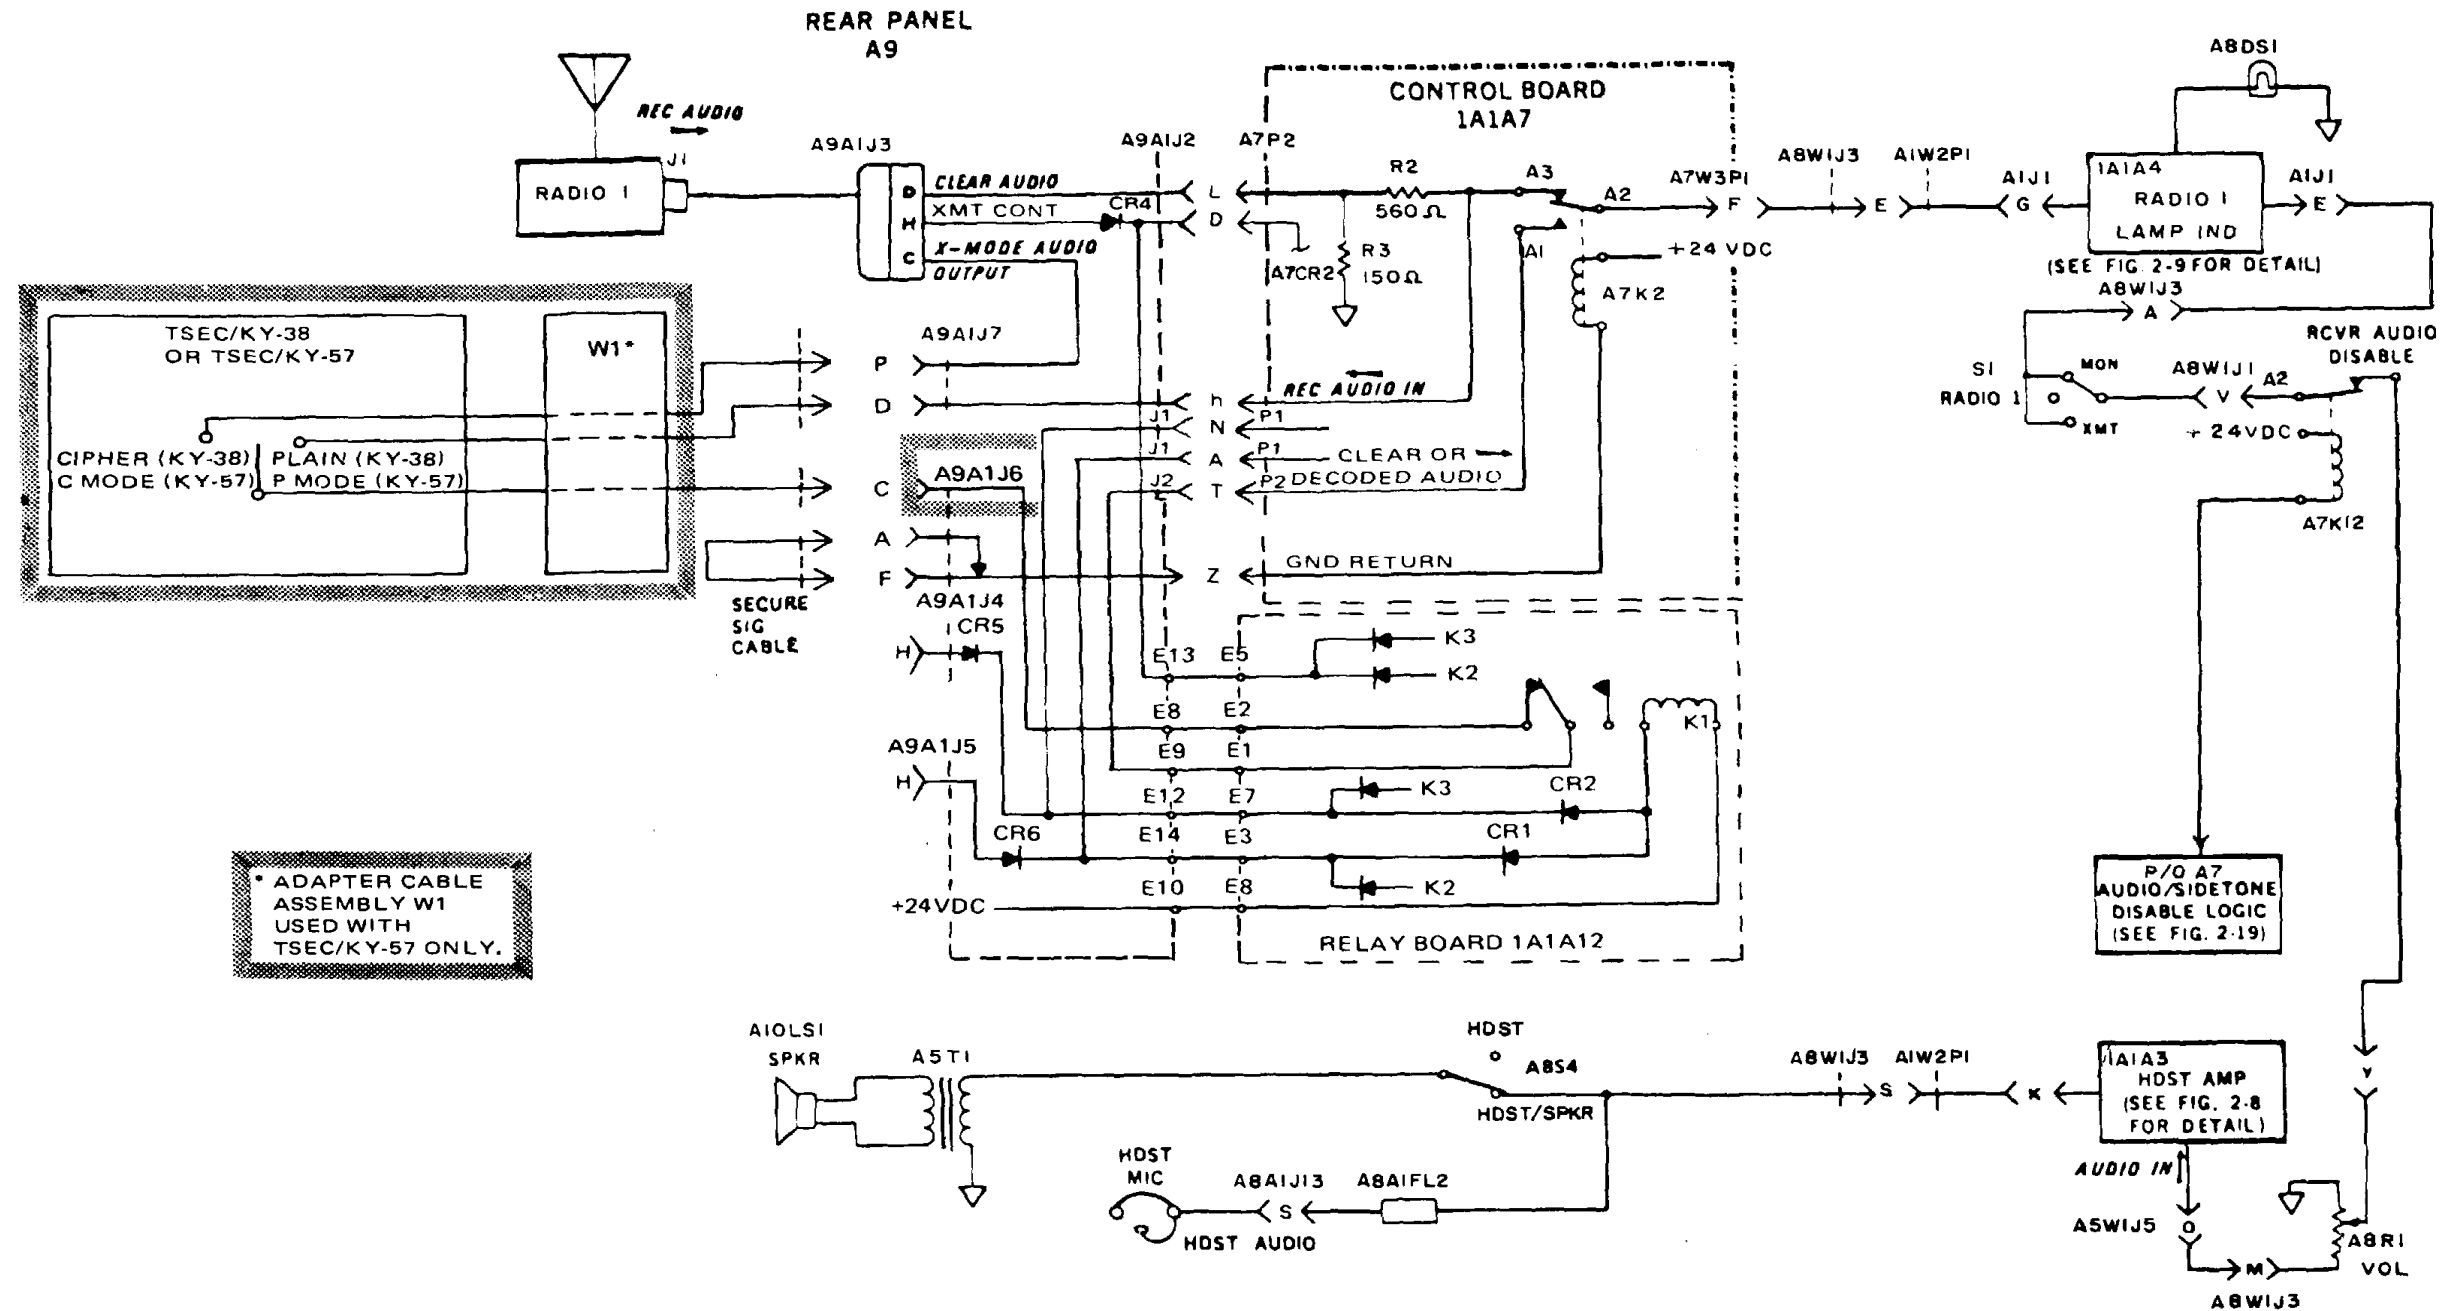 REAR PANEL
A9
REC AUDIO
RADIO 1
J1
A9A1J3
D
H
C
CLEAR AUDIO
XMT CONT
CR4
X-MODE AUDIO
OUTPUT
A9A1J2
A7P2
L
D
CONTROL BOARD
1A1A7
R2
560Ω
R3
150Ω
A7CR2
A3
A2
A1
+24 VDC
A7K2
A7W3P1
F
A8W1J3
E
A1W2P1
A1J1
G
A8DS1
1A1A4
RADIO 1
LAMP IND
(SEE FIG. 2-9 FOR DETAIL)
A1J1
E
A8W1J3
A
RCVR AUDIO
DISABLE
S1
RADIO 1
MON
XMT
A8W1J1
V
A2
+ 24VDC
A7K12
TSEC/KY-38
OR TSEC/KY-57
W1*
CIPHER (KY-38)
C MODE (KY-57)
PLAIN (KY-38)
P MODE (KY-57)
A9A1J7
P
D
C
A
F
A9A1J6
SECURE
SIG
CABLE
REC AUDIO IN
h
J1
N
P1
J1
A
P1
CLEAR OR
J2
T
P2
DECODED AUDIO
Z
GND RETURN
A9A1J4
CR5
H
E13
E5
K3
K2
E8
E2
E9
E1
K1
A9A1J5
H
E12
E7
K3
CR2
CR6
E14
E3
CR1
E10
E8
K2
+24VDC
RELAY BOARD 1A1A12
* ADAPTER CABLE
ASSEMBLY W1
USED WITH
TSEC/KY-57 ONLY.
P/O A7
AUDIO/SIDETONE
DISABLE LOGIC
(SEE FIG. 2-19)
A10LS1
SPKR
A5T1
HDST
A8S4
HDST/SPKR
A8W1J3
S
A1W2P1
K
1A1A3
HDST AMP
(SEE FIG. 2-8
FOR DETAIL)
Y
HDST
MIC
A8A1J13
S
A8A1FL2
HDST AUDIO
AUDIO IN
A5W1J5
O
M
A8W1J3
A8R1
VOL